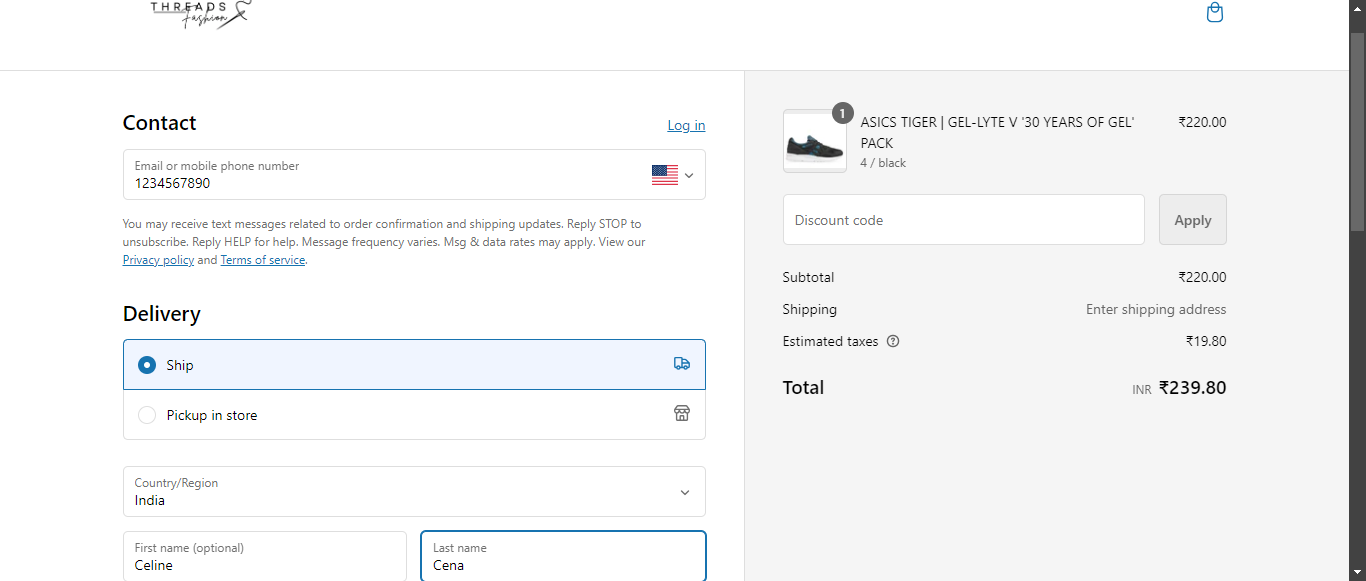 THREADS
Fashion
Contact
Log in
Email or mobile phone number
1234567890
You may receive text messages related to order confirmation and shipping updates. Reply STOP to
unsubscribe. Reply HELP for help. Message frequency varies. Msg & data rates may apply. View our
Privacy policy and Terms of service.
Delivery
Ship
Pickup in store
Country/Region
India
First name (optional)
Celine
Last name
Cena
1
ASICS TIGER | GEL-LYTE V '30 YEARS OF GEL'
PACK
4 / black
₹220.00
Discount code
Apply
Subtotal ₹220.00
Shipping Enter shipping address
Estimated taxes ₹19.80
Total INR ₹239.80